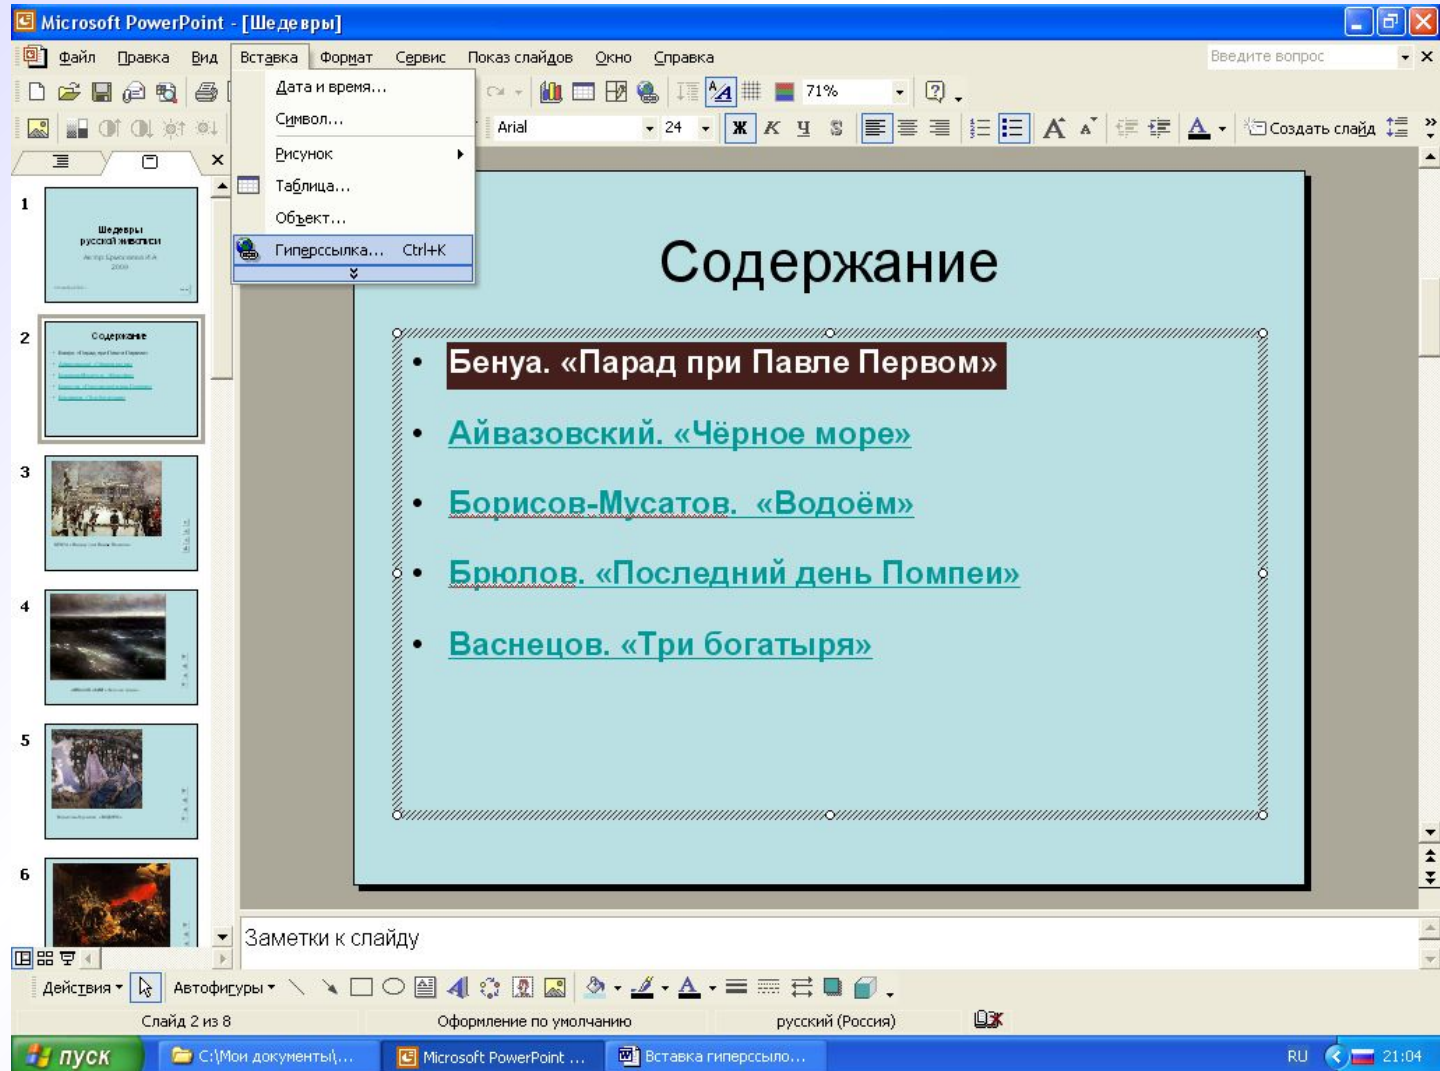 Microsoft PowerPoint - [Шедевры]
Файл Правка Вид Вставка Формат Сервис Показ слайдов Окно Справка Введите вопрос
71%
Arial 24 Ж К Ч S Создать слайд
Дата и время...
Символ...
Рисунок
Таблица...
Объект...
Гиперссылка... Ctrl+K
1
Шедевры
русской живописи
2009
2
Содержание
3
4
5
6
Содержание
• Бенуа. «Парад при Павле Первом»
• Айвазовский. «Чёрное море»
• Борисов-Мусатов. «Водоём»
• Брюлов. «Последний день Помпеи»
• Васнецов. «Три богатыря»
Заметки к слайду
Действия Автофигуры
Слайд 2 из 8 Оформление по умолчанию русский (Россия)
пуск C:\Мои документы\... Microsoft PowerPoint ... Вставка гиперссыло... RU 21:04